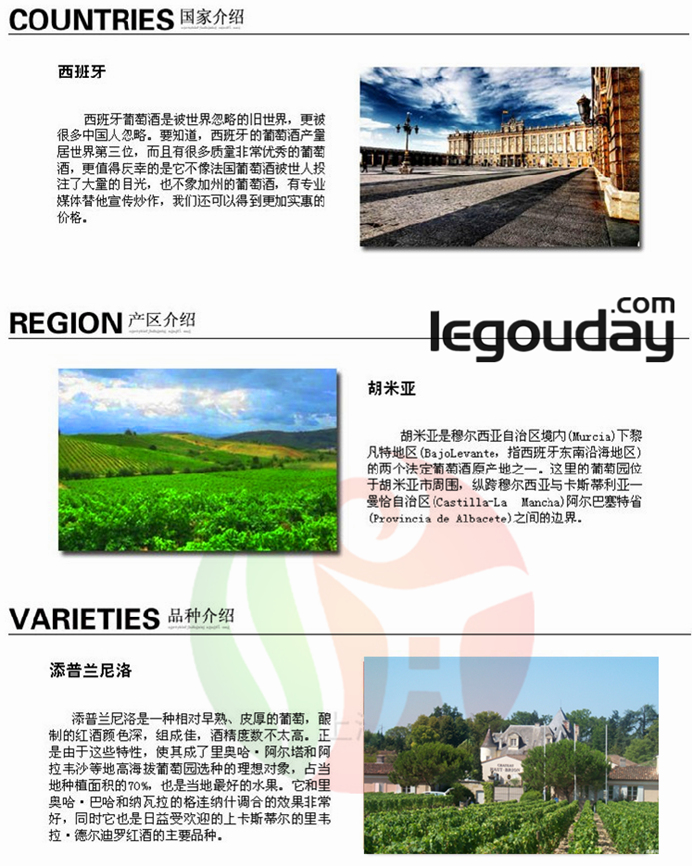 COUNTRIES 国家介绍
西班牙
西班牙葡萄酒是被世界忽略的旧世界，更被
很多中国人忽略。要知道，西班牙的葡萄酒产量
居世界第三位，而且有很多质量非常优秀的葡萄
酒，更值得庆幸的是它不像法国葡萄酒被世人投
注了大量的目光，也不象加州的葡萄酒，有专业
媒体替他宣传炒作，我们还可以得到更加实惠的
价格。
legouday.com
REGION 产区介绍
胡米亚
胡米亚是穆尔西亚自治区境内(Murcia)下黎
凡特地区(BajoLevante，指西班牙东南沿海地区)
的两个法定葡萄酒原产地之一。这里的葡萄园位
于胡米亚市周围，纵跨穆尔西亚与卡斯蒂利亚—
曼恰自治区(Castilla-La Mancha)阿尔巴塞特省
(Provincia de Albacete)之间的边界。
VARIETIES 品种介绍
添普兰尼洛
添普兰尼洛是一种相对早熟、皮厚的葡萄，酿
制的红酒颜色深，组成佳，酒精度数不太高。正
是由于这些特性，使其成了里奥哈·阿尔塔和阿
拉韦沙等地高海拔葡萄园选种的理想对象，占当
地种植面积的70%，也是当地最好的水果。它和里
奥哈·巴哈和纳瓦拉的格连纳什调合的效果非常
好，同时它也是日益受欢迎的上卡斯蒂尔的里韦
拉·德尔迪罗红酒的主要品种。